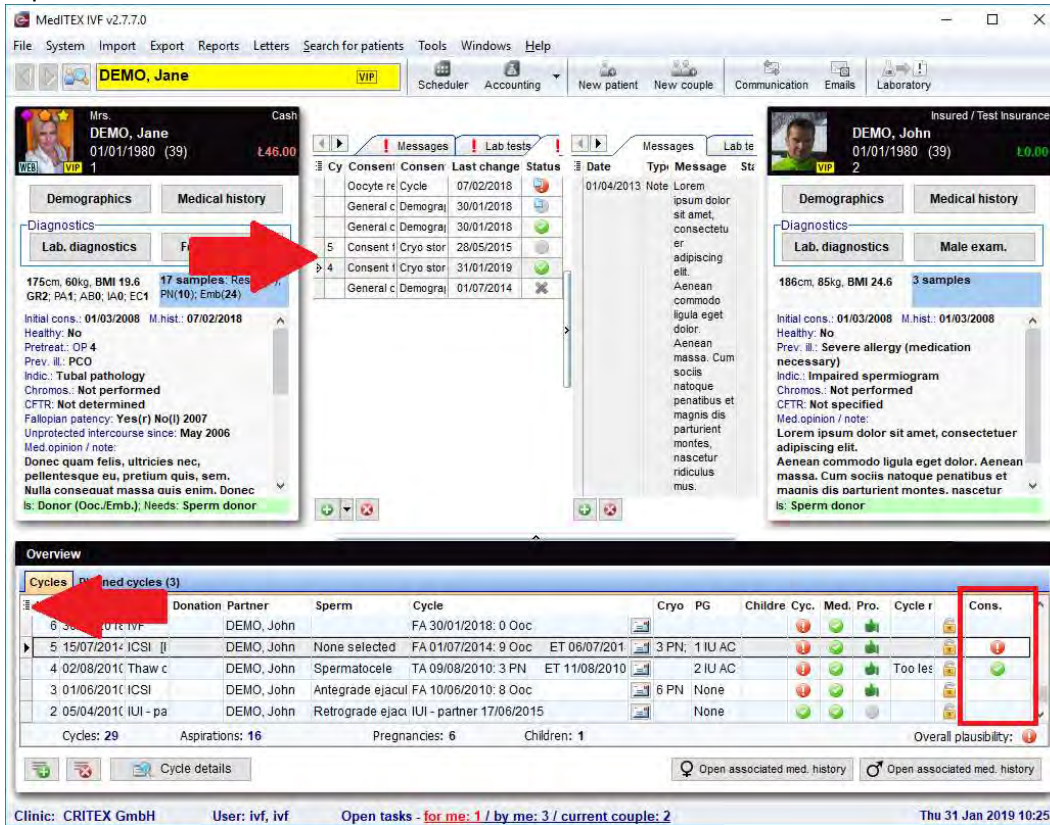 MedITEX IVF v2.7.7.0
File System Import Export Reports Letters Search for patients Tools Windows Help
DEMO, Jane VIP Scheduler Accounting New patient New couple Communication Emails Laboratory
Mrs. Cash
DEMO, Jane
01/01/1980 (39) Ł46.00
WEB VIP 1
Demographics Medical history
Diagnostics
Lab. diagnostics
175cm, 60kg, BMI 19.6 17 samples:
GR2; PA1; AB0; IA0; EC1 PN(10); Emb(24)
Initial cons.: 01/03/2008 M.hist.: 07/02/2018
Healthy: No
Pretreat.: OP 4
Prev. ill.: PCO
Indic.: Tubal pathology
Chromos.: Not performed
CFTR: Not determined
Fallopian patency: Yes(r) No(l) 2007
Unprotected intercourse since: May 2006
Med.opinion / note:
Donec quam felis, ultricies nec,
pellentesque eu, pretium quis, sem.
Nulla consequat massa quis enim. Donec
Is: Donor (Ooc./Emb.); Needs: Sperm donor
Messages Lab tests
Cy Consent Consen Last change Status
Oocyte re Cycle 07/02/2018
General c Demograp 30/01/2018
General c Demograp 30/01/2018
5 Consent f Cryo stor 28/05/2015
4 Consent f Cryo stor 31/01/2019
General c Demograp 01/07/2014
Messages Lab te
Date Type Message Sta
01/04/2013 Note Lorem
ipsum dolor
sit amet,
consectetu
er
adipiscing
elit.
Aenean
commodo
ligula eget
dolor.
Aenean
massa. Cum
sociis
natoque
penatibus et
magnis dis
parturient
montes,
nascetur
ridiculus
mus.
Insured / Test Insurance
DEMO, John
01/01/1980 (39) Ł0.00
VIP 2
Demographics Medical history
Diagnostics
Lab. diagnostics Male exam.
186cm, 85kg, BMI 24.6 3 samples
Initial cons.: 01/03/2008 M.hist.: 01/03/2008
Healthy: No
Prev. ill.: Severe allergy (medication
necessary)
Indic.: Impaired spermiogram
Chromos.: Not performed
CFTR: Not specified
Med.opinion / note:
Lorem ipsum dolor sit amet, consectetuer
adipiscing elit.
Aenean commodo ligula eget dolor. Aenean
massa. Cum sociis natoque penatibus et
magnis dis parturient montes, nascetur
Is: Sperm donor
Overview
Cycles cycles (3)
Donation Partner Sperm Cycle Cryo PG Childre Cyc. Med. Pro. Cycle r Cons.
6 IVF DEMO, John FA 30/01/2018: 0 Ooc
5 15/07/2014 ICSI [I DEMO, John None selected FA 01/07/2014: 9 Ooc ET 06/07/201 3 PN; 1 IU AC
4 02/08/2010 Thaw c DEMO, John Spermatocele TA 09/08/2010: 3 PN ET 11/08/2010 2 IU AC Too les
3 01/06/2010 ICSI DEMO, John Antegrade ejacul FA 10/06/2010: 8 Ooc 6 PN None
2 05/04/2010 IUI - pa DEMO, John Retrograde ejacu IUI - partner 17/06/2015 None
Cycles: 29 Aspirations: 16 Pregnancies: 6 Children: 1 Overall plausibility:
Cycle details Open associated med. history Open associated med. history
Clinic: CRITEX GmbH User: ivf, ivf Open tasks - for me: 1 / by me: 3 / current couple: 2 Thu 31 Jan 2019 10:25